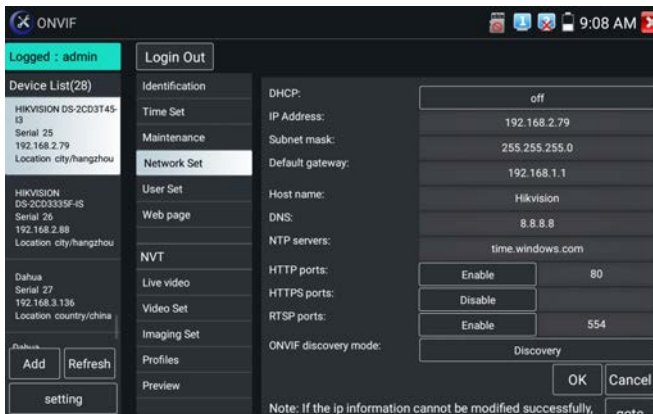 ONVIF
9:08 AM
Logged : admin
Login Out
Device List(28)
HIKVISION DS-2CD3T45-
I3
Serial 25
192.168.2.79
Location city/hangzhou
HIKVISION
DS-2CD3335F-IS
Serial 26
192.168.2.88
Location city/hangzhou
Dahua
Serial 27
192.168.3.136
Location country/china
Dahua
Add
Refresh
setting
Identification
Time Set
Maintenance
Network Set
User Set
Web page
NVT
Live video
Video Set
Imaging Set
Profiles
Preview
DHCP: off
IP Address: 192.168.2.79
Subnet mask: 255.255.255.0
Default gateway: 192.168.1.1
Host name: Hikvision
DNS: 8.8.8.8
NTP servers: time.windows.com
HTTP ports: Enable 80
HTTPS ports: Disable
RTSP ports: Enable 554
ONVIF discovery mode: Discovery
OK
Cancel
Note: If the ip information cannot be modified successfully,
goto